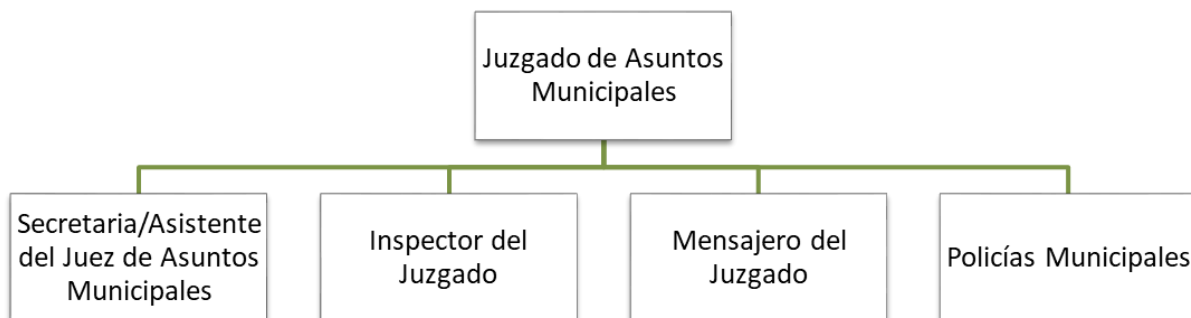 Juzgado de Asuntos
Municipales
Secretaria/Asistente
del Juez de Asuntos
Municipales
Inspector del
Juzgado
Mensajero del
Juzgado
Policías Municipales